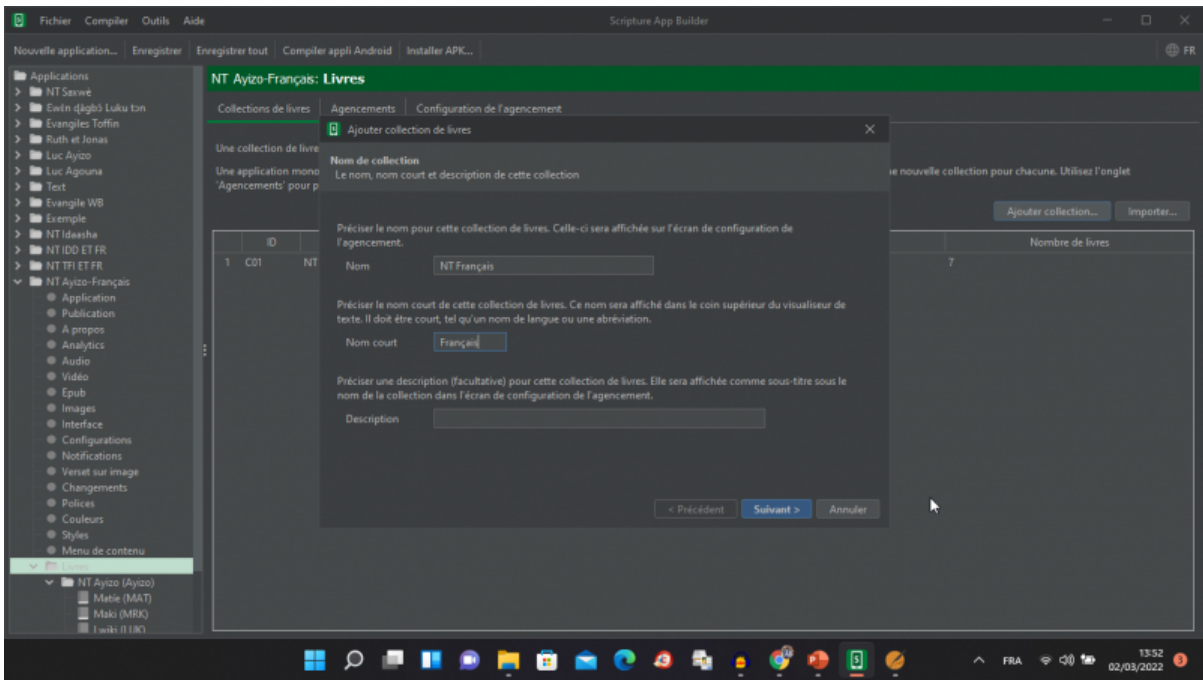 Fichier Compiler Outils Aide
Scripture App Builder
Nouvelle application... Enregistrer Enregistrer tout Compiler appli Android Installer APK...
FR
Applications
NT Saxwé
Ewin ɖàgbò Luku tɔn
Evangiles Toffin
Ruth et Jonas
Luc Ayizo
Luc Agouna
Text
Evangile WB
Exemple
NT Idaasha
NT IDD ET FR
NT TFI ET FR
NT Ayizo-Français
Application
Publication
A propos
Analytics
Audio
Vidéo
Epub
Images
Interface
Configurations
Notifications
Verset sur image
Changements
Polices
Couleurs
Styles
Menu de contenu
Livres
NT Ayizo (Ayizo)
Matie (MAT)
Maki (MRK)
Lwiki (LUK)
NT Ayizo-Français: Livres
Collections de livres Agencements Configuration de l'agencement
Une collection de livre
Une application mono
e nouvelle collection pour chacune. Utilisez l'onglet
'Agencements' pour p
Ajouter collection... Importer...
ID
Nombre de livres
1 C01 NT
7
Ajouter collection de livres
Nom de collection
Le nom, nom court et description de cette collection
Préciser le nom pour cette collection de livres. Celle-ci sera affichée sur l'écran de configuration de
l'agencement.
Nom NT Français
Préciser le nom court de cette collection de livres. Ce nom sera affiché dans le coin supérieur du visualiseur de
texte. Il doit être court, tel qu'un nom de langue ou une abréviation.
Nom court Français
Préciser une description (facultative) pour cette collection de livres. Elle sera affichée comme sous-titre sous le
nom de la collection dans l'écran de configuration de l'agencement.
Description
< Précédent Suivant > Annuler
FRA
13:52
02/03/2022
3